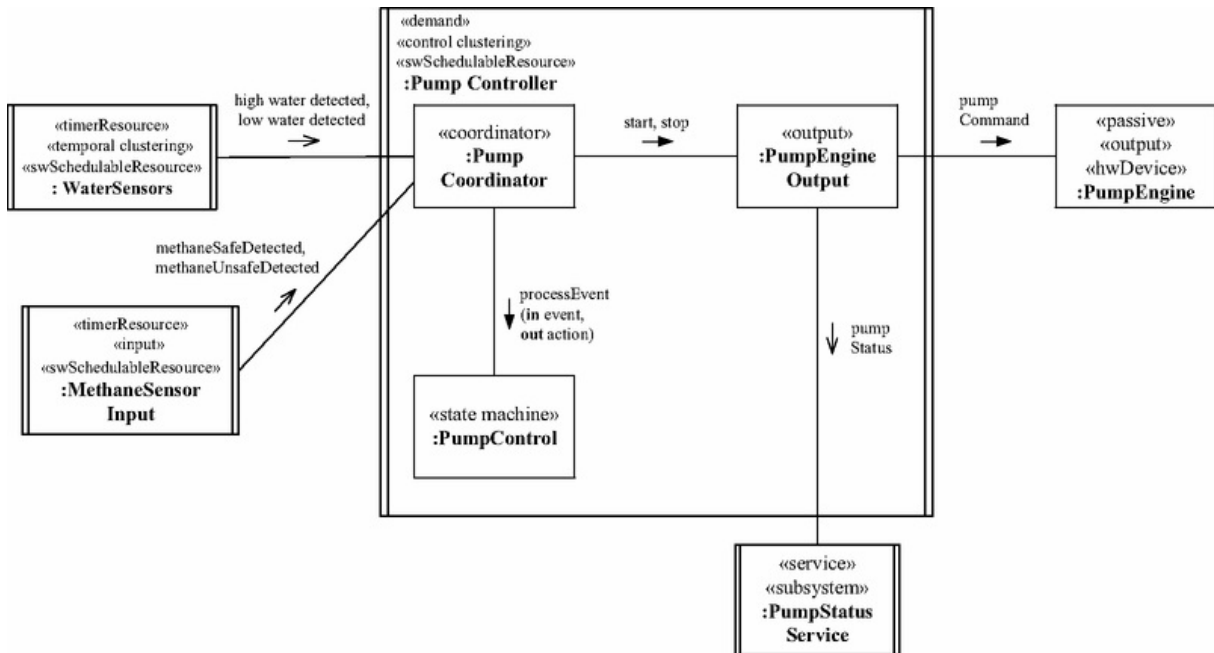 «demand»
«control clustering»
«swSchedulableResource»
:Pump Controller
high water detected,
low water detected
«timerResource»
«temporal clustering»
«swSchedulableResource»
: WaterSensors
«coordinator»
:Pump
Coordinator
start, stop
«output»
:PumpEngine
Output
pump
Command
«passive»
«output»
«hwDevice»
:PumpEngine
methaneSafeDetected,
methaneUnsafeDetected
«timerResource»
«input»
«swSchedulableResource»
:MethaneSensor
Input
processEvent
(in event,
out action)
pump
Status
«state machine»
:PumpControl
«service»
«subsystem»
:PumpStatus
Service